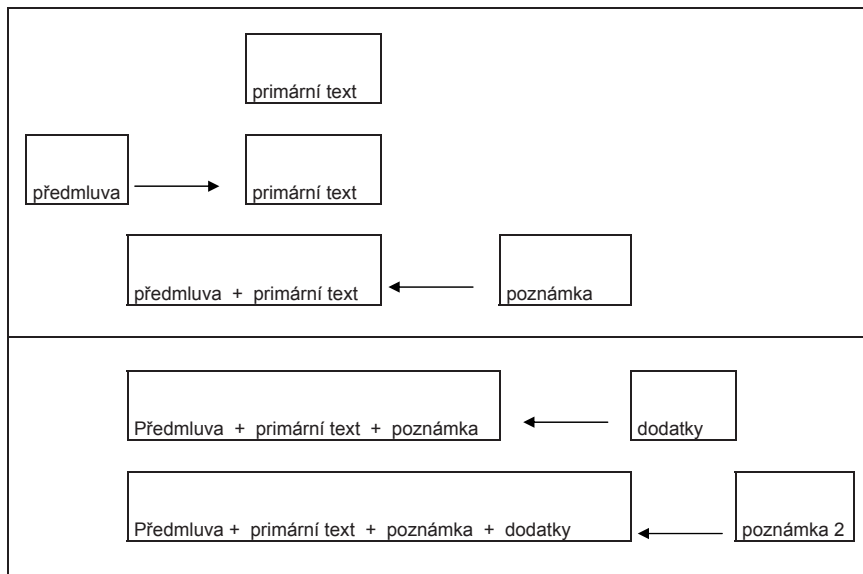 primární text
předmluva primární text
předmluva + primární text poznámka
Předmluva + primární text + poznámka dodatky
Předmluva + primární text + poznámka + dodatky poznámka 2